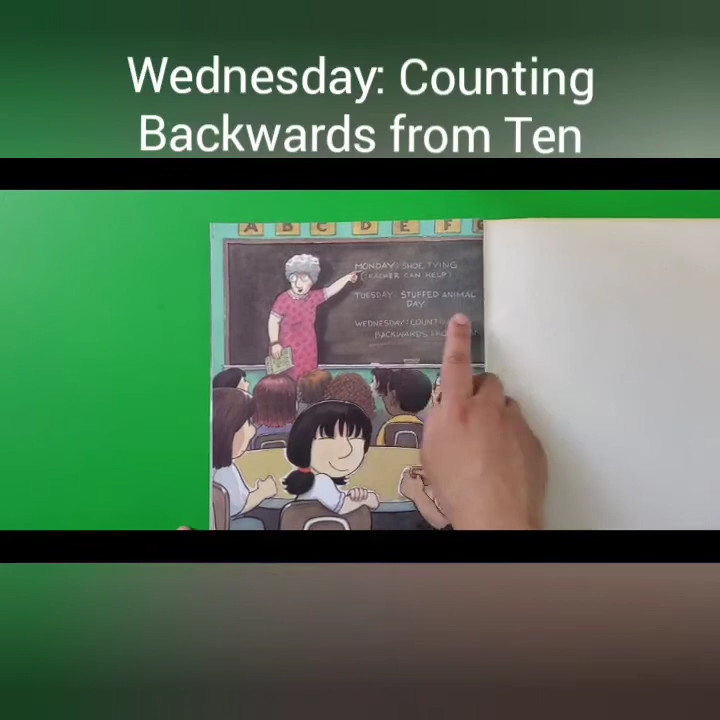 Wednesday: Counting
Backwards from Ten
A B C D E F G
MONDAY: SHOE TYING
(TEACHER CAN HELP)
TUESDAY: STUFFED ANIMAL
DAY
WEDNESDAY: COUNT
BACKWARDS